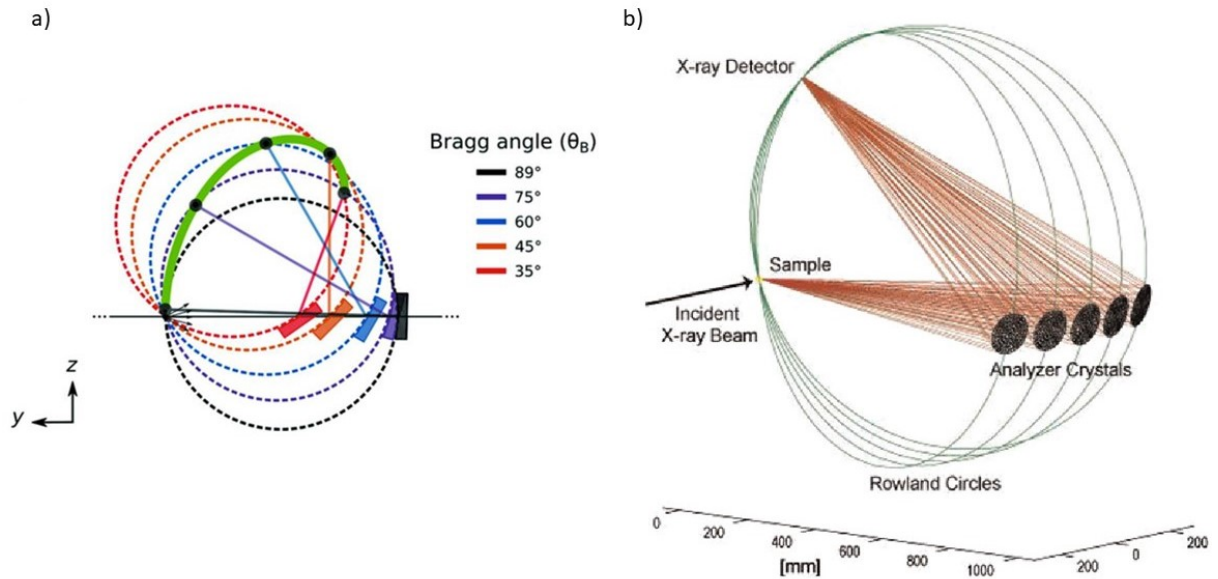 a)
Bragg angle (θB)
89°
75°
60°
45°
35°
z
y
b)
X-ray Detector
Sample
Incident
X-ray Beam
Analyzer Crystals
Rowland Circles
0
200
400
600
800
1000
[mm]
200
0
200